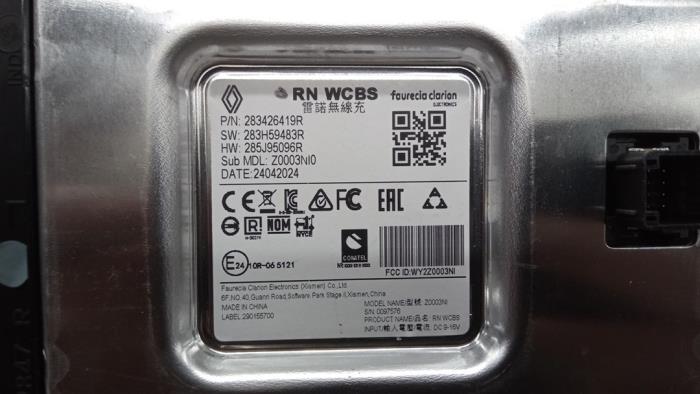 RN WCBS
雷諾無線充
faurecia clarion
ELECTRONICS
P/N: 283426419R
SW: 283H59483R
HW: 285J95096R
Sub MDL: Z0003NI0
DATE:24042024
CE
FC
EAC
R
NOM
NYCE
E24 10R-06 5121
CONATEL
FCC ID:WY2Z0003NI
Faurecia Clarion Electronics (Xiamen) Co.,Ltd.
6F,NO.40,Guanri Road,Software Park Stage II,Xiamen,China
MADE IN CHINA
LABEL 290155700
MODEL NAME/型號: Z0003NI
S/N: 0097576
PRODUCT NAME/品名: RN WCBS
INPUT/輸入電壓/電流: DC 9-16V